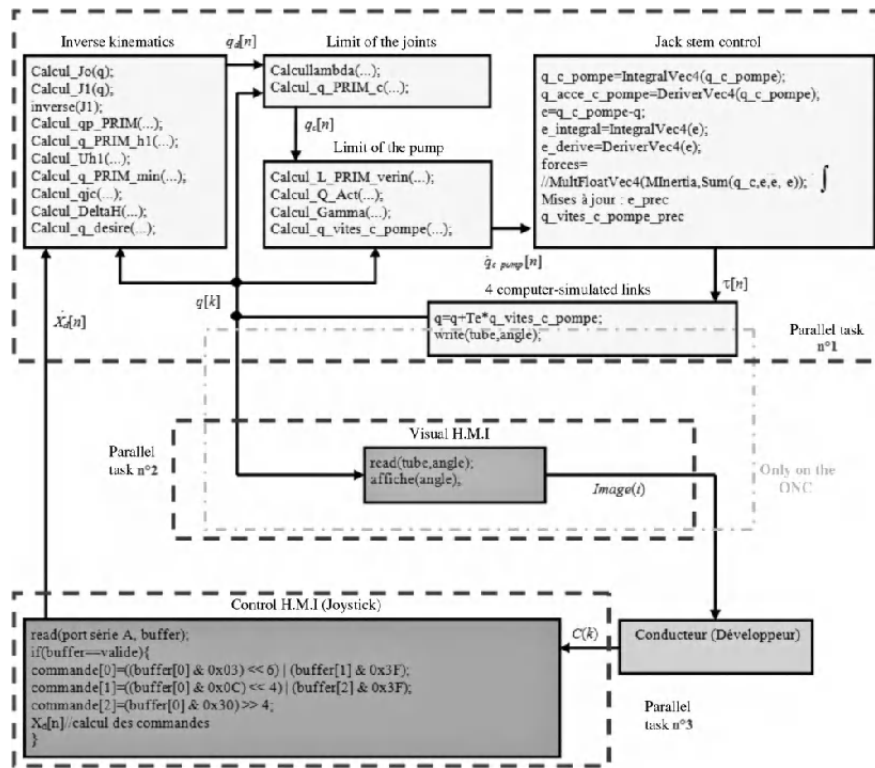 Inverse kinematics
q_d[n]
Limit of the joints
Jack stem control
Calcul_Jo(q);
Calcul_J1(q);
inverse(J1);
Calcul_qp_PRIM(...);
Calcul_q_PRIM_h1(...);
Calcul_Uh1(...);
Calcul_q_PRIM_min(...);
Calcul_qjc(...);
Calcul_DeltaH(...);
Calcul_q_desire(...);
Calcullambda(...);
Calcul_q_PRIM_c(...);
q_c[n]
Limit of the pump
Calcul_L_PRIM_verin(...);
Calcul_Q_Act(...);
Calcul_Gamma(...);
Calcul_q_vites_c_pompe(...);
q_c_pompe=IntegralVec4(q_c_pompe);
q_acce_c_pompe=DeriverVec4(q_c_pompe);
e=q_c_pompe-q;
e_integral=IntegralVec4(e);
e_derive=DeriverVec4(e);
forces=
//MultFloatVec4(MInertia,Sum(q_c,e,e, e)); ∫
Mises à jour : e_prec
q_vites_c_pompe_prec
q̇_c pump[n]
τ[n]
q[k]
Ẋ_d[n]
4 computer-simulated links
q=q+Te*q_vites_c_pompe;
write(tube,angle);
Parallel task
n°1
Visual H.M.I
Parallel
task n°2
read(tube,angle);
affiche(angle);
Image(t)
Only on the
ONC
Control H.M.I (Joystick)
read(port série A, buffer);
if(buffer==valide){
commande[0]=((buffer[0] & 0x03) << 6) | (buffer[1] & 0x3F);
commande[1]=((buffer[0] & 0x0C) << 4) | (buffer[2] & 0x3F);
commande[2]=(buffer[0] & 0x30) >> 4;
X_d[n]//calcul des commandes
}
C(k)
Conducteur (Développeur)
Parallel
task n°3